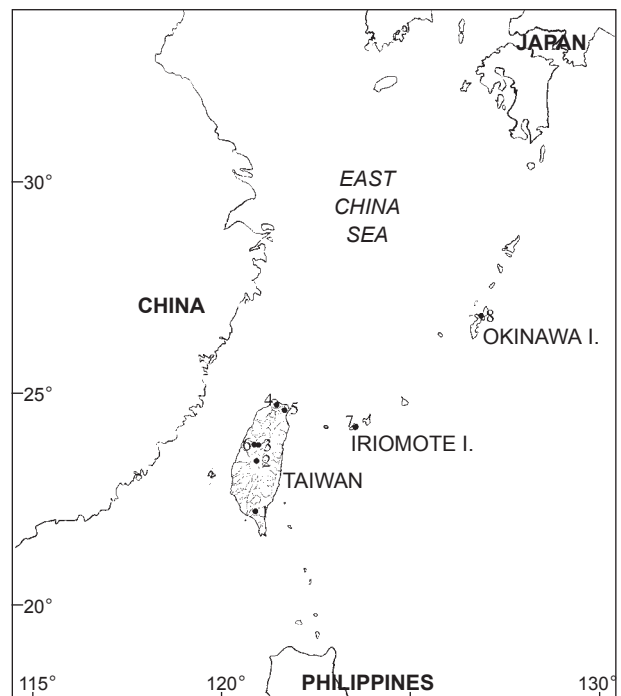 JAPAN
30°
EAST
CHINA
SEA
CHINA
8
OKINAWA I.
25°
4
5
7
IRIOMOTE I.
6 3
2
TAIWAN
1
20°
PHILIPPINES
115°
120°
130°